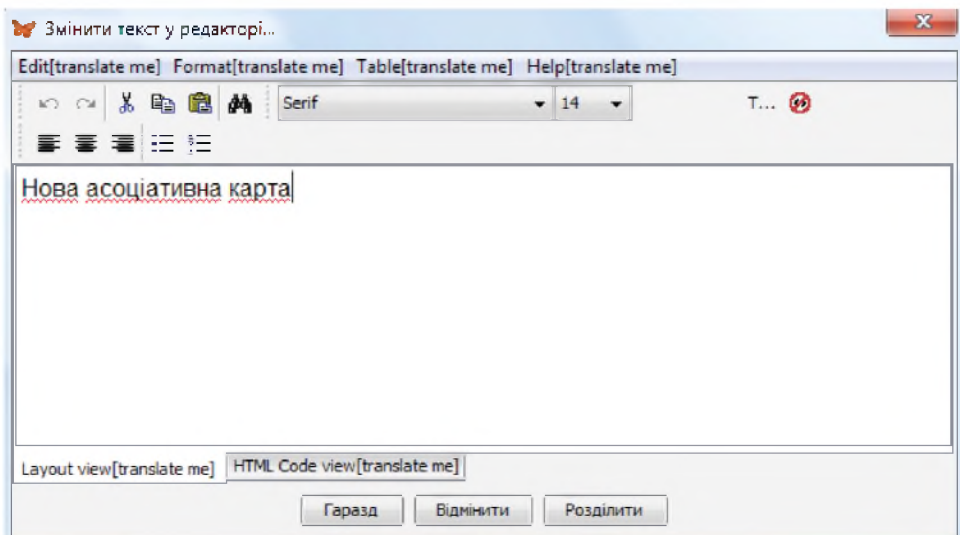 Змінити текст у редакторі...
Edit[translate me] Format[translate me] Table[translate me] Help[translate me]
Serif 14 T...
Нова асоціативна карта
Layout view[translate me] HTML Code view[translate me]
Гаразд Відмінити Розділити